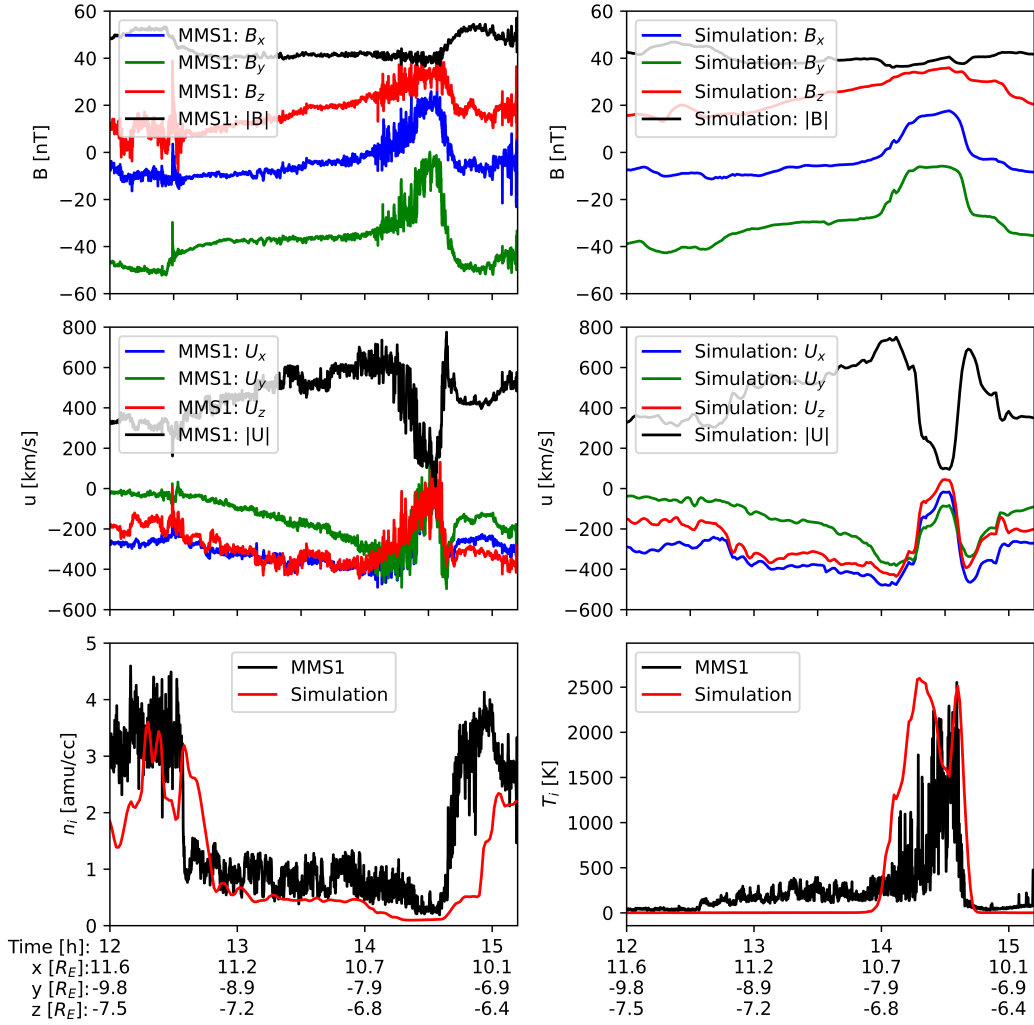 60
40
20
0
−20
−40
−60
B [nT]
MMS1: Bx
MMS1: By
MMS1: Bz
MMS1: |B|
60
40
20
0
−20
−40
−60
B [nT]
Simulation: Bx
Simulation: By
Simulation: Bz
Simulation: |B|
800
600
400
200
0
−200
−400
−600
u [km/s]
MMS1: Ux
MMS1: Uy
MMS1: Uz
MMS1: |U|
800
600
400
200
0
−200
−400
−600
u [km/s]
Simulation: Ux
Simulation: Uy
Simulation: Uz
Simulation: |U|
5
4
3
2
1
0
ni [amu/cc]
MMS1
Simulation
2500
2000
1500
1000
500
0
Ti [K]
MMS1
Simulation
Time [h]: 12 13 14 15 12 13 14 15
x [RE]: 11.6 11.2 10.7 10.1 11.6 11.2 10.7 10.1
y [RE]: -9.8 -8.9 -7.9 -6.9 -9.8 -8.9 -7.9 -6.9
z [RE]: -7.5 -7.2 -6.8 -6.4 -7.5 -7.2 -6.8 -6.4